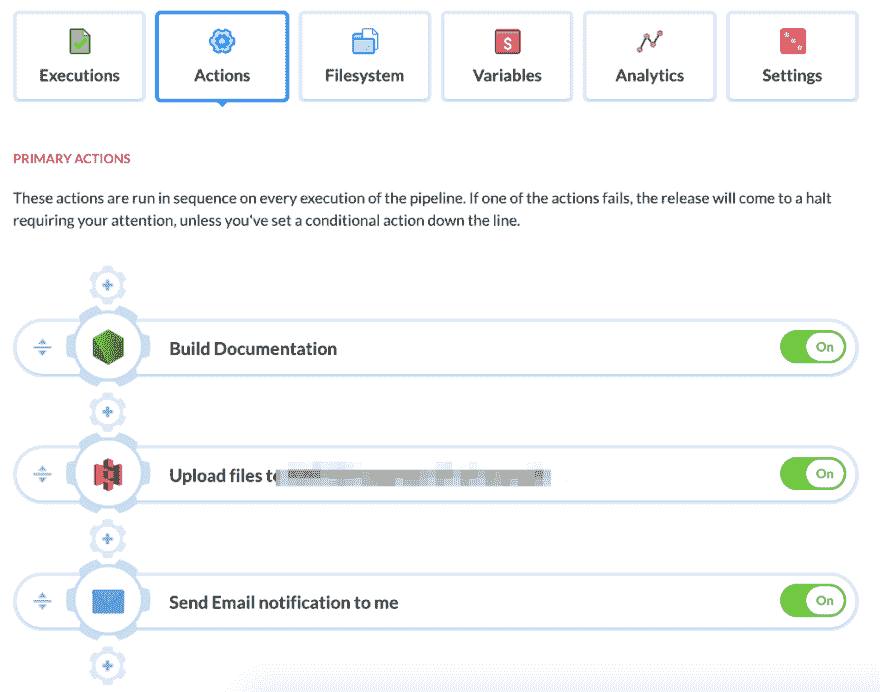 Executions
Actions
Filesystem
Variables
Analytics
Settings
PRIMARY ACTIONS
These actions are run in sequence on every execution of the pipeline. If one of the actions fails, the release will come to a halt
requiring your attention, unless you've set a conditional action down the line.
Build Documentation
On
Upload files to
On
Send Email notification to me
On